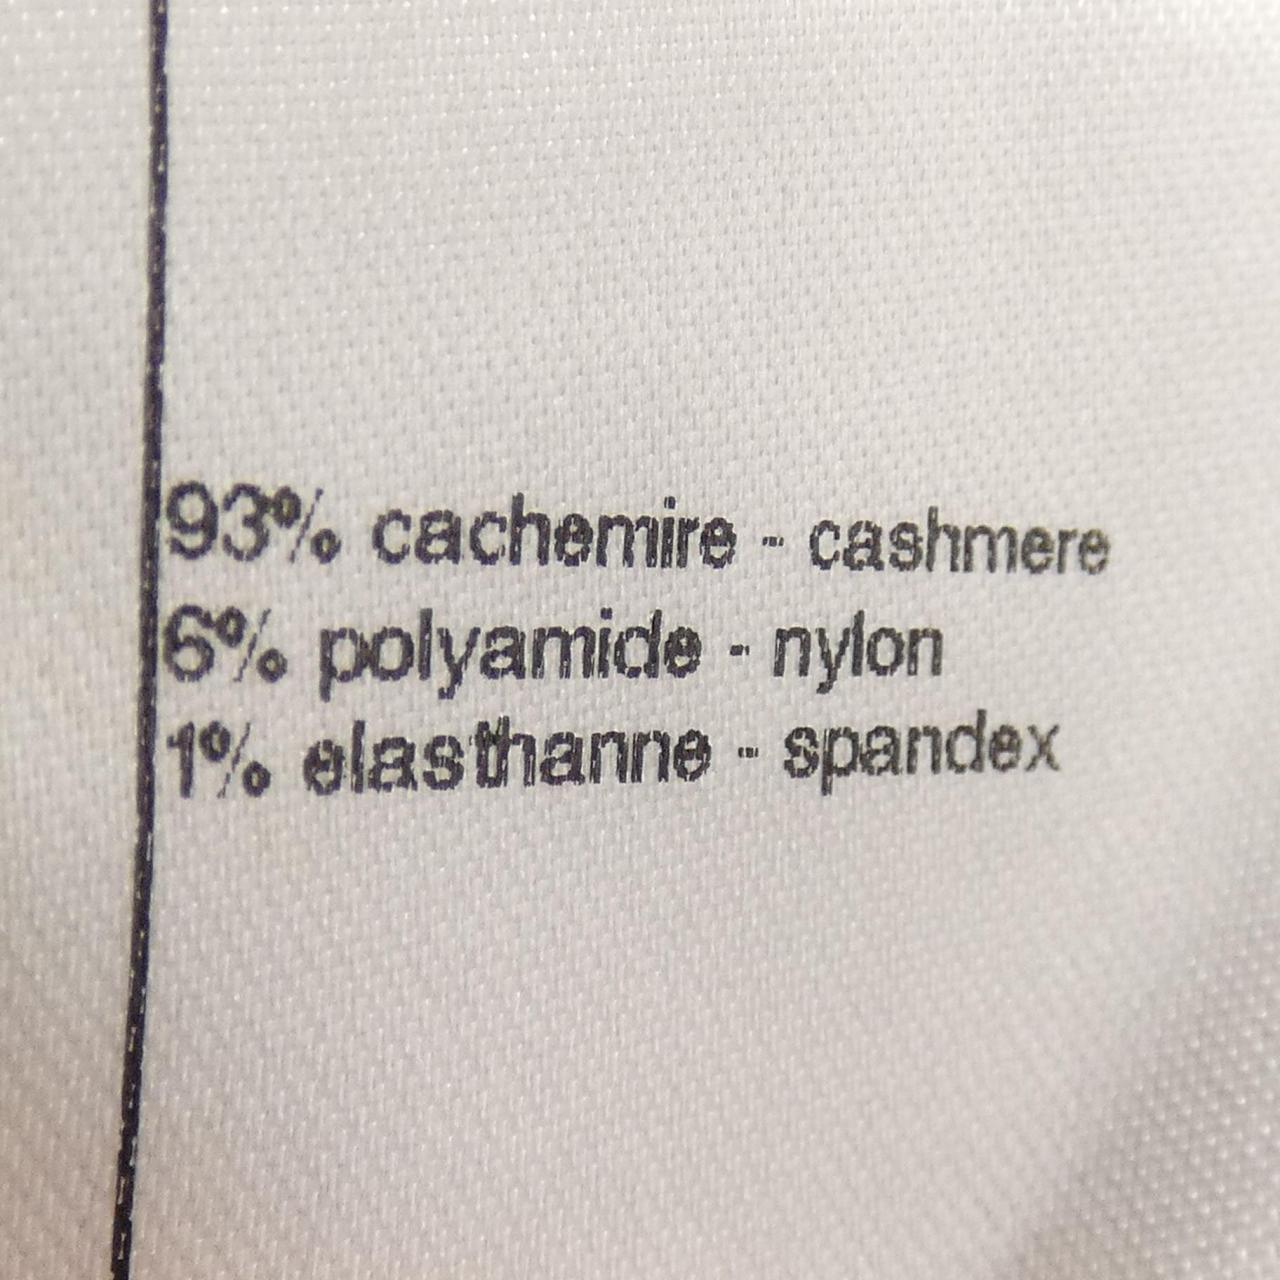 93% cachemire - cashmere
6% polyamide - nylon
1% elasthanne - spandex